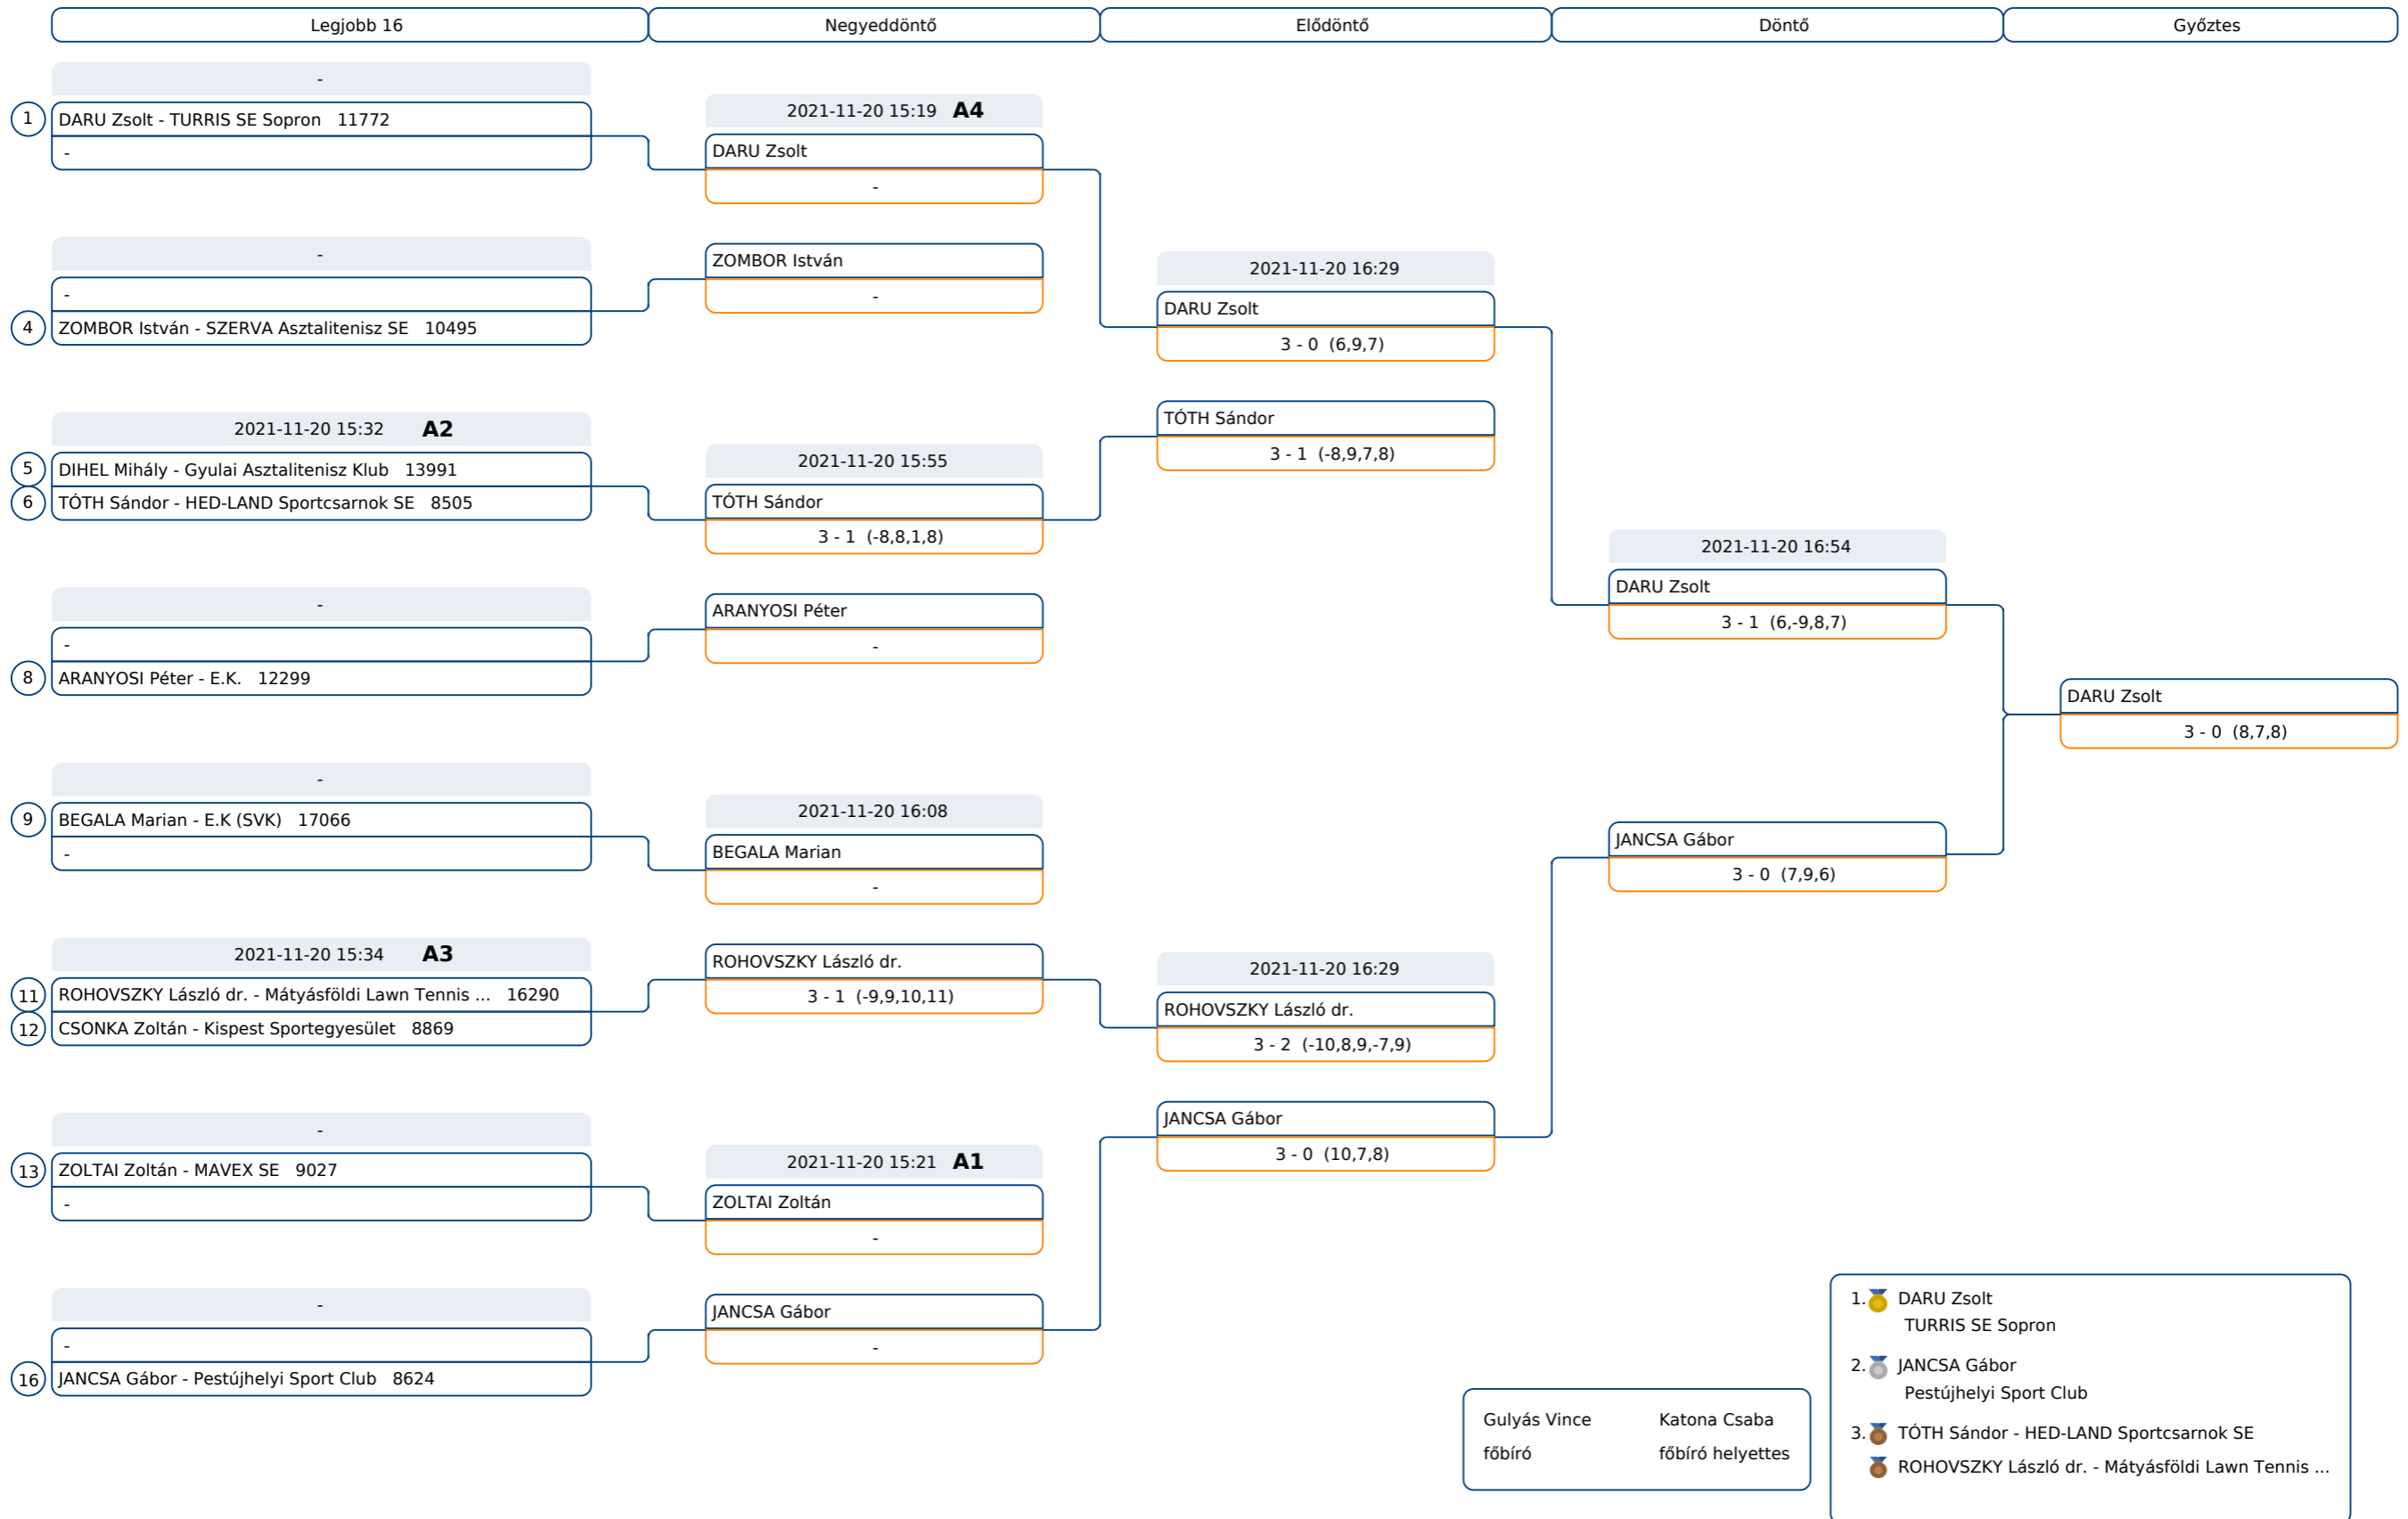 Legjobb 16
Negyeddöntő
Elődöntő
Döntő
Győztes
-
1 DARU Zsolt - TURRIS SE Sopron 11772
-
-
-
4 ZOMBOR István - SZERVA Asztalitenisz SE 10495
2021-11-20 15:32 A2
5 DIHEL Mihály - Gyulai Asztalitenisz Klub 13991
6 TÓTH Sándor - HED-LAND Sportcsarnok SE 8505
-
-
8 ARANYOSI Péter - E.K. 12299
-
9 BEGALA Marian - E.K (SVK) 17066
-
2021-11-20 15:34 A3
11 ROHOVSZKY László dr. - Mátyásföldi Lawn Tennis ... 16290
12 CSONKA Zoltán - Kispest Sportegyesület 8869
-
13 ZOLTAI Zoltán - MAVEX SE 9027
-
-
-
16 JANCSA Gábor - Pestújhelyi Sport Club 8624
2021-11-20 15:19 A4
DARU Zsolt
-
ZOMBOR István
-
2021-11-20 15:55
TÓTH Sándor
3 - 1 (-8,8,1,8)
ARANYOSI Péter
-
2021-11-20 16:08
BEGALA Marian
-
ROHOVSZKY László dr.
3 - 1 (-9,9,10,11)
2021-11-20 15:21 A1
ZOLTAI Zoltán
-
JANCSA Gábor
-
2021-11-20 16:29
DARU Zsolt
3 - 0 (6,9,7)
TÓTH Sándor
3 - 1 (-8,9,7,8)
2021-11-20 16:29
ROHOVSZKY László dr.
3 - 2 (-10,8,9,-7,9)
JANCSA Gábor
3 - 0 (10,7,8)
2021-11-20 16:54
DARU Zsolt
3 - 1 (6,-9,8,7)
JANCSA Gábor
3 - 0 (7,9,6)
DARU Zsolt
3 - 0 (8,7,8)
Gulyás Vince
főbíró
Katona Csaba
főbíró helyettes
1. DARU Zsolt
TURRIS SE Sopron
2. JANCSA Gábor
Pestújhelyi Sport Club
3. TÓTH Sándor - HED-LAND Sportcsarnok SE
ROHOVSZKY László dr. - Mátyásföldi Lawn Tennis ...